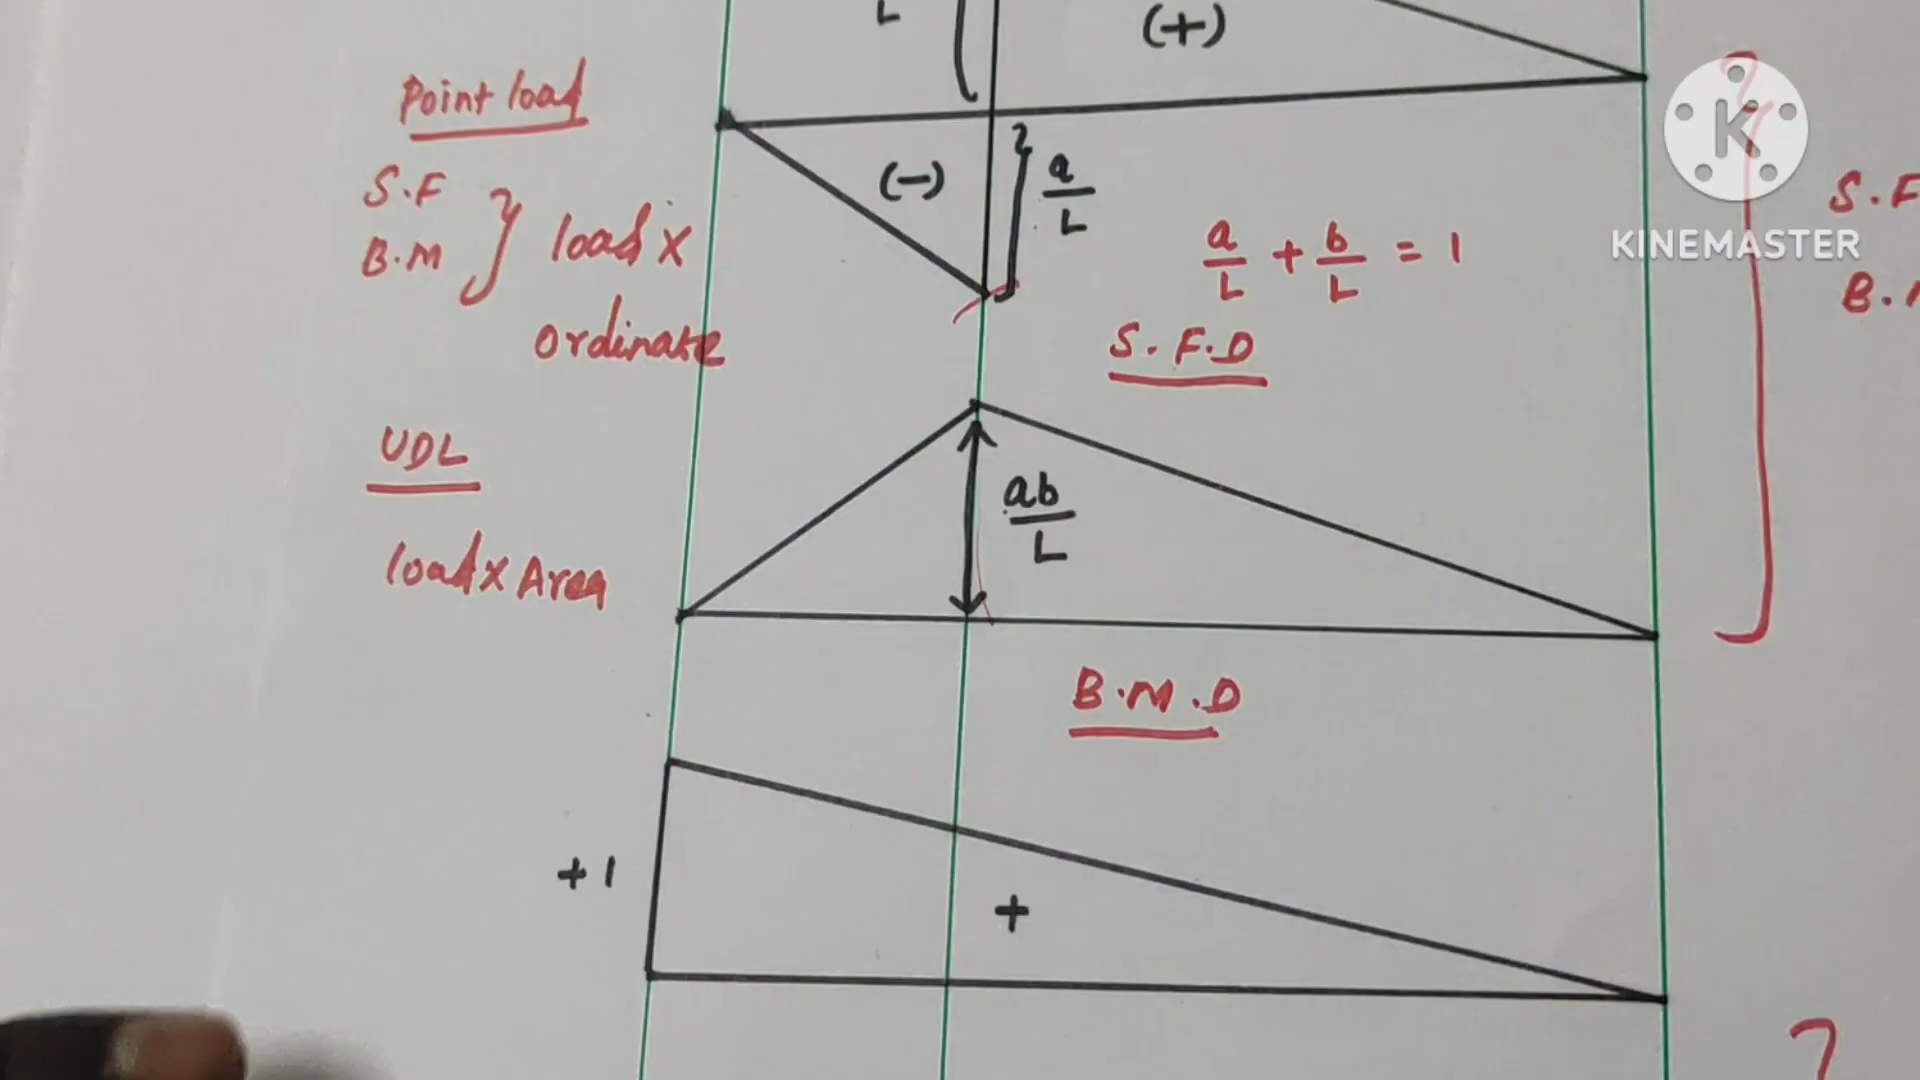 L
(+)
Point load
S.F
B.M
} load x
ordinate
(-)
} a/L
a/L + b/L = 1
S.F.D
K
KINEMASTER
S.F
B.
UDL
load x Area
ab/L
B.M.D
+1
+